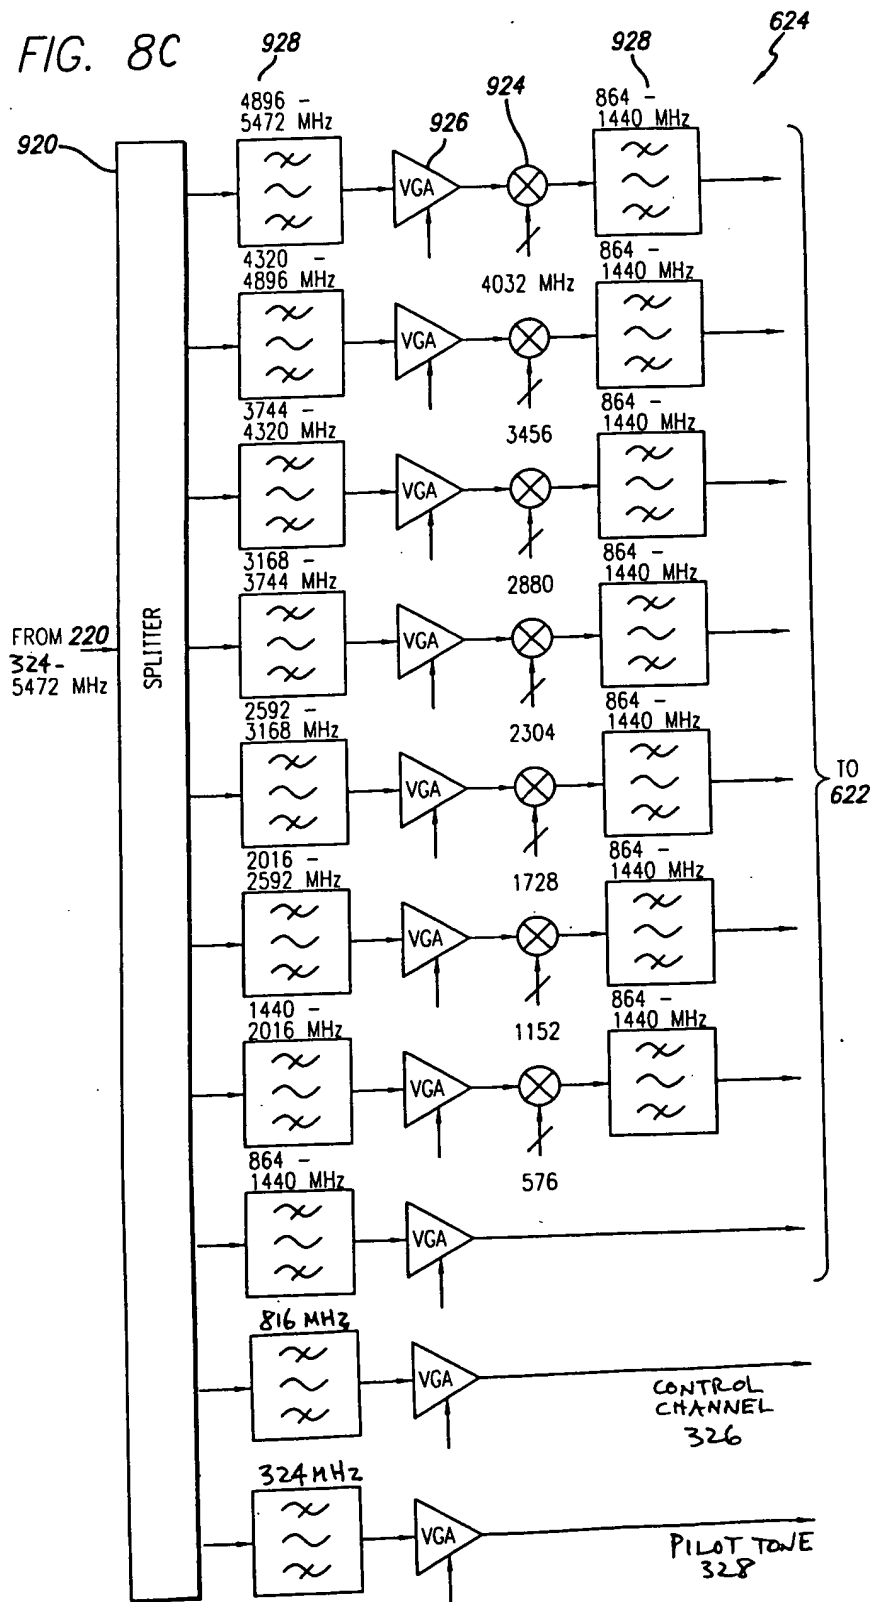 FIG. 8C
928
924
928
624
4896 -
5472 MHz
926
864 -
1440 MHz
920
VGA
4320 -
4896 MHz
4032 MHz
864 -
1440 MHz
VGA
3744 -
4320 MHz
3456
864 -
1440 MHz
VGA
3168 -
3744 MHz
2880
864 -
1440 MHz
FROM 220
324-
5472 MHz
SPLITTER
VGA
2592 -
3168 MHz
2304
864 -
1440 MHz
VGA
TO
622
2016 -
2592 MHz
1728
864 -
1440 MHz
VGA
1440 -
2016 MHz
1152
864 -
1440 MHz
VGA
864 -
1440 MHz
576
VGA
816 MHz
VGA
CONTROL
CHANNEL
326
324 MHz
VGA
PILOT TONE
328